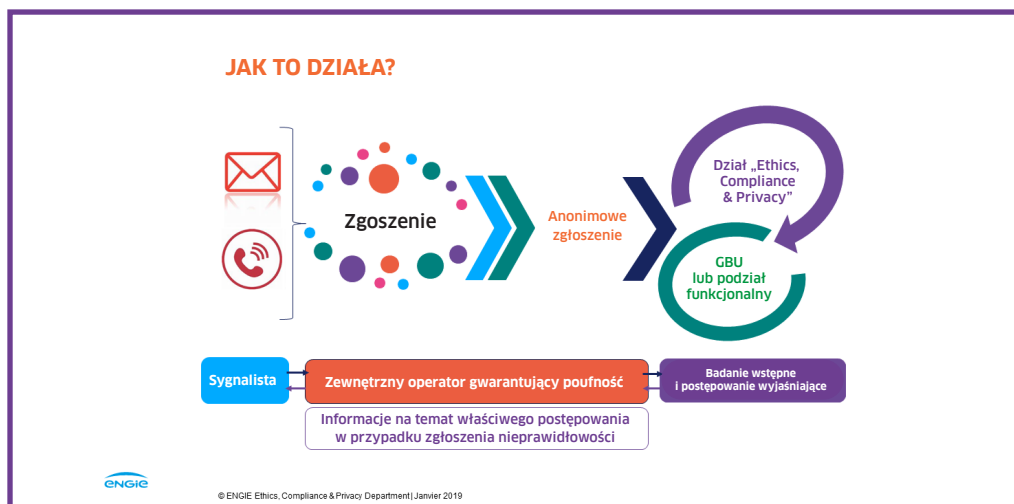 JAK TO DZIAŁA?
Zgoszenie
Anonimowe
zgłoszenie
Dział „Ethics,
Compliance
& Privacy”
GBU
lub podział
funkcjonalny
Sygnalista
Zewnętrzny operator gwarantujący poufność
Badanie wstępne
i postępowanie wyjaśniające
Informacje na temat właściwego postępowania
w przypadku zgłoszenia nieprawidłowości
ENGIE
© ENGIE Ethics, Compliance & Privacy Department | Janvier 2019